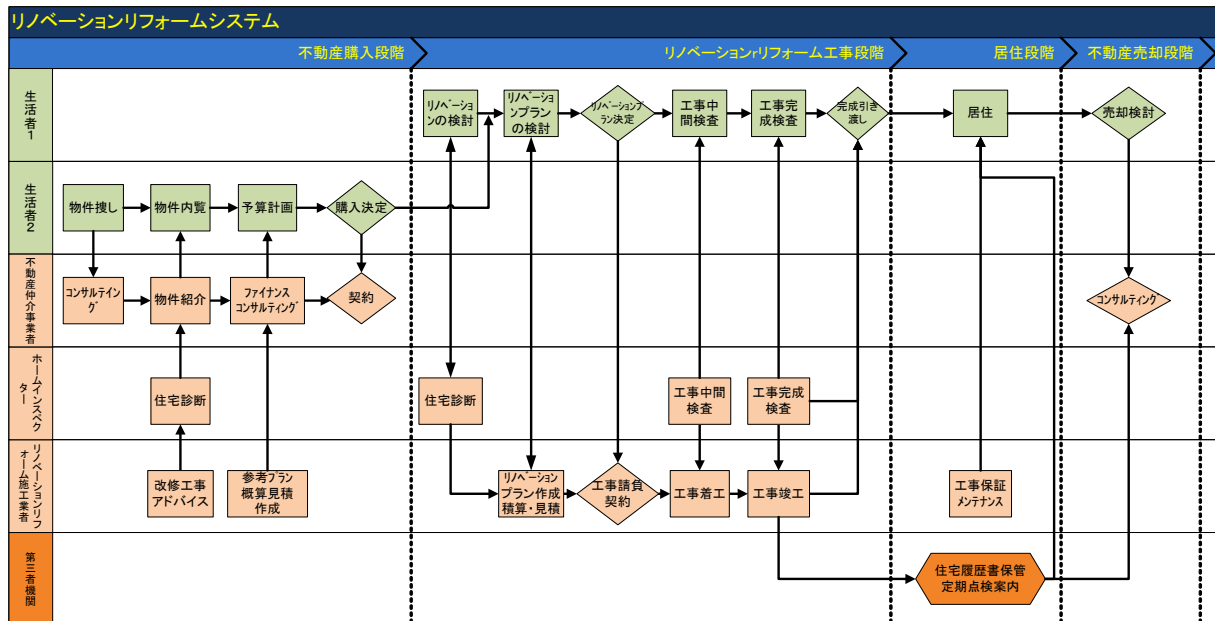 リノベーションリフォームシステム
不動産購入段階
リノベーションrリフォーム工事段階
居住段階
不動産売却段階
生活者1
リノベーショ
ンの検討
リノベーショ
ンプラン
の検討
リノベーションプ
ラン決定
工事中
間検査
工事完
成検査
完成引き
渡し
居住
売却検討
生活者2
物件捜し
物件内覧
予算計画
購入決定
不動産仲介事業者
コンサルテイン
グ
物件紹介
ファイナンス
コンサルティング
契約
コンサルティング
ホームインスペク
ター
住宅診断
住宅診断
工事中間
検査
工事完成
検査
リノベーションリフ
ォーム施工業者
改修工事
アドバイス
参考プラン
概算見積
作成
リノベーション
プラン作成
積算・見積
工事請負
契約
工事着工
工事竣工
工事保証
メンテナンス
第三者機関
住宅履歴書保管
定期点検案内